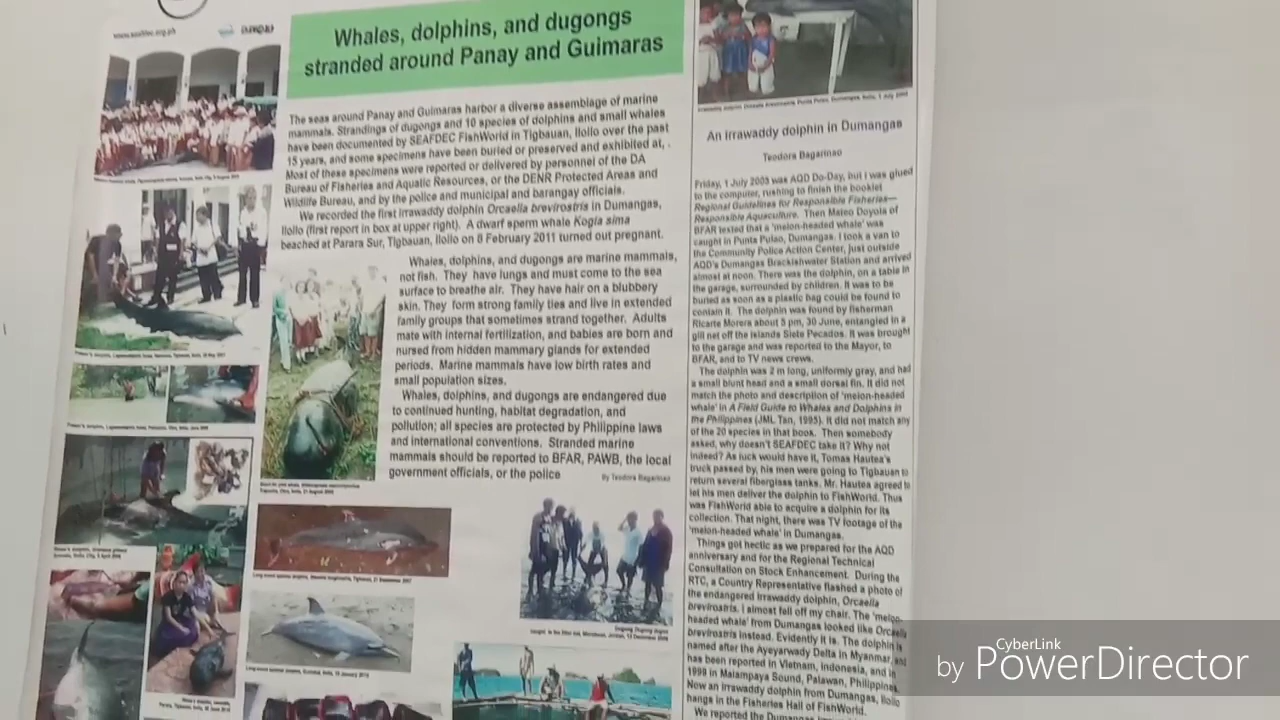 www.seafdec.org.ph
Whales, dolphins, and dugongs
stranded around Panay and Guimaras
The seas around Panay and Guimaras harbor a diverse assemblage of marine
mammals. Strandings of dugongs and 10 species of dolphins and small whales
have been documented by SEAFDEC FishWorld in Tigbauan, Iloilo over the past
15 years, and some specimens have been buried or preserved and exhibited at, .
Most of these specimens were reported or delivered by personnel of the DA
Bureau of Fisheries and Aquatic Resources, or the DENR Protected Areas and
Wildlife Bureau, and by the police and municipal and barangay officials.
We recorded the first irrawaddy dolphin Orcaella brevirostris in Dumangas,
Iloilo (first report in box at upper right). A dwarf sperm whale Kogia sima
beached at Parara Sur, Tigbauan, Iloilo on 8 February 2011 turned out pregnant.
Whales, dolphins, and dugongs are marine mammals,
not fish. They have lungs and must come to the sea
surface to breathe air. They have hair on a blubbery
skin. They form strong family ties and live in extended
family groups that sometimes strand together. Adults
mate with internal fertilization, and babies are born and
nursed from hidden mammary glands for extended
periods. Marine mammals have low birth rates and
small population sizes.
Whales, dolphins, and dugongs are endangered due
to continued hunting, habitat degradation, and
pollution; all species are protected by Philippine laws
and international conventions. Stranded marine
mammals should be reported to BFAR, PAWB, the local
government officials, or the police
By Teodora Bagarinao
An irrawaddy dolphin in Dumangas
Teodora Bagarinao
Friday, 1 July 2005 was AQD Do-Day, but I was glued
to the computer, rushing to finish the booklet
Regional Guidelines for Responsible Fisheries—
Responsible Aquaculture. Then Mateo Doyola of
BFAR texted that a 'melon-headed whale' was
caught in Punta Pulao, Dumangas. I took a van to
the Community Police Action Center, just outside
AQD's Dumangas Brackishwater Station and arrived
almost at noon. There was the dolphin, on a table in
the garage, surrounded by children. It was to be
buried as soon as a plastic bag could be found to
contain it. The dolphin was found by fisherman
Ricarte Morera about 5 pm, 30 June, entangled in a
gill net off the islands Siete Pecados. It was brought
to the garage and was reported to the Mayor, to
BFAR, and to TV news crews.
The dolphin was 2 m long, uniformly gray, and had
a small blunt head and a small dorsal fin. It did not
match the photo and description of 'melon-headed
whale' in A Field Guide to Whales and Dolphins in
the Philippines (JML Tan, 1995). It did not match any
of the 20 species in that book. Then somebody
asked, why doesn't SEAFDEC take it? Why not
indeed? As luck would have it, Tomas Hautea's
truck passed by, his men were going to Tigbauan to
return several fiberglass tanks. Mr. Hautea agreed to
let his men deliver the dolphin to FishWorld. Thus
was FishWorld able to acquire a dolphin for its
collection. That night, there was TV footage of the
'melon-headed whale' in Dumangas.
Things got hectic as we prepared for the AQD
anniversary and for the Regional Technical
Consultation on Stock Enhancement. During the
RTC, a Country Representative flashed a photo of
the endangered irrawaddy dolphin, Orcaella
brevirostris. I almost fell off my chair. The 'melon-
headed whale' from Dumangas looked like Orcaella
brevirostris instead. Evidently it is. The dolphin is
named after the Ayeyarwady Delta in Myanmar, and
has been reported in Vietnam, Indonesia, and in
1999 in Malampaya Sound, Palawan, Philippines.
Now an irrawaddy dolphin from Dumangas, Iloilo
hangs in the Fisheries Hall of FishWorld.
We reported the Dumangas
CyberLink
by PowerDirector